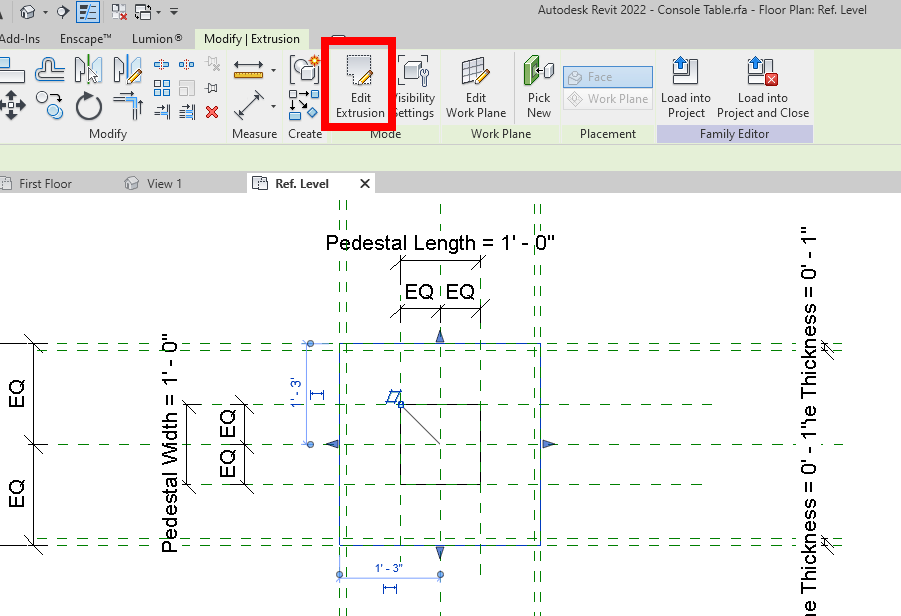 Autodesk Revit 2022 - Console Table.rfa - Floor Plan: Ref. Level
Add-Ins Enscape™ Lumion® Modify | Extrusion
Edit Extrusion
Visibility Settings
Edit Work Plane
Pick New
Face
Work Plane
Load into Project
Load into Project and Close
Modify Measure Create Mode Work Plane Placement Family Editor
First Floor View 1 Ref. Level
Pedestal Length = 1' - 0"
EQ EQ
1' - 3'
Pedestal Width = 1' - 0"
EQ
EQ
EQ
EQ
1' - 3"
ne Thickness = 0' - 1"
ne Thickness = 0' - 1"